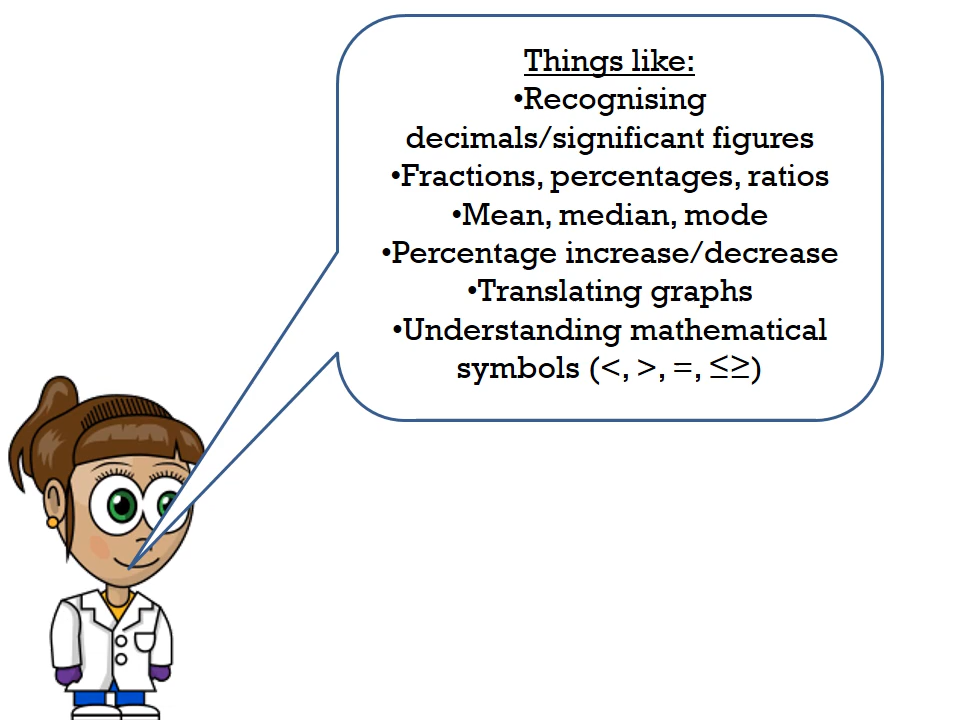 Things like:
•Recognising
decimals/significant figures
•Fractions, percentages, ratios
•Mean, median, mode
•Percentage increase/decrease
•Translating graphs
•Understanding mathematical
symbols (<, >, =, ≤≥)